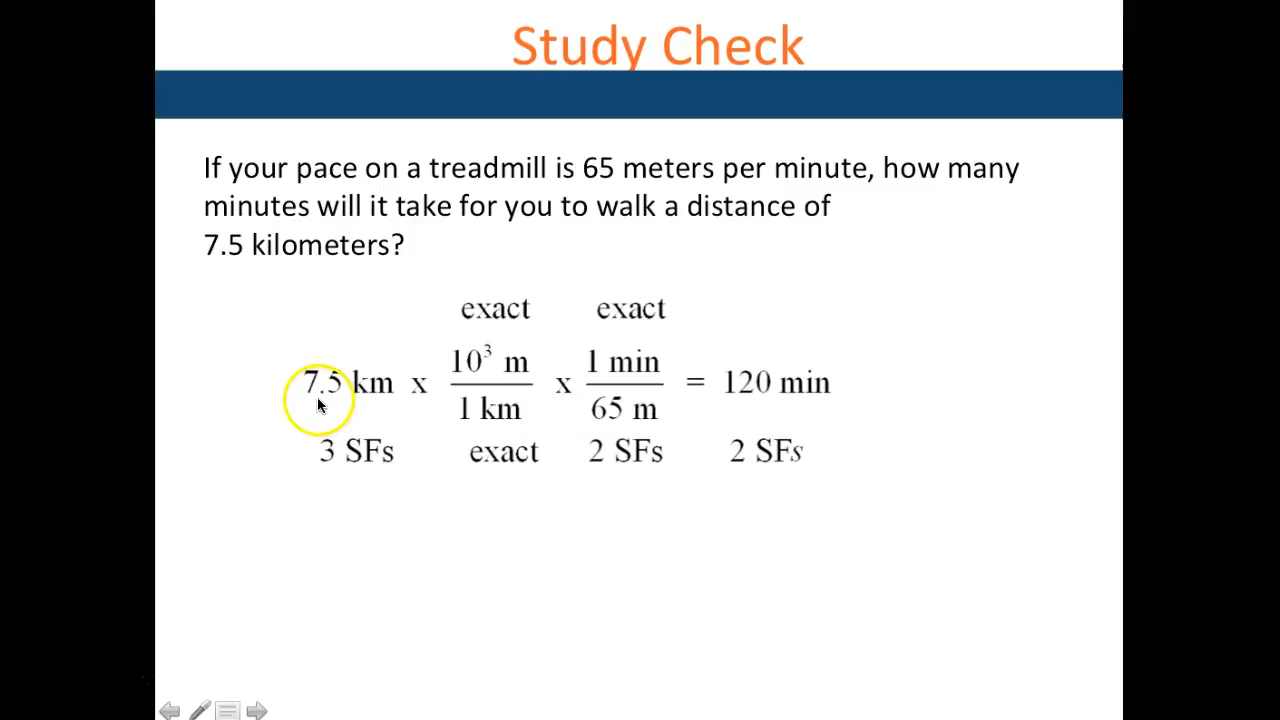 Study Check
If your pace on a treadmill is 65 meters per minute, how many
minutes will it take for you to walk a distance of
7.5 kilometers?
exact exact
7.5 km x 10³ m / 1 km x 1 min / 65 m = 120 min
3 SFs exact 2 SFs 2 SFs